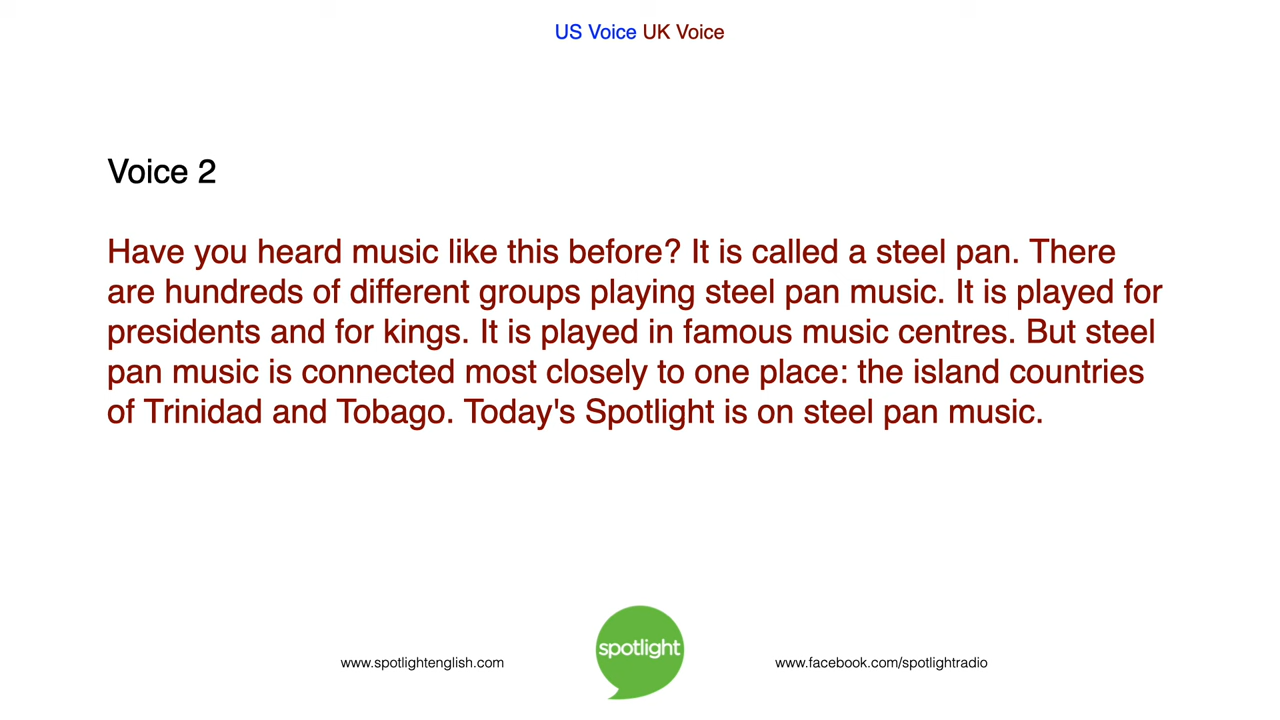 US Voice UK Voice
Voice 2
Have you heard music like this before? It is called a steel pan. There
are hundreds of different groups playing steel pan music. It is played for
presidents and for kings. It is played in famous music centres. But steel
pan music is connected most closely to one place: the island countries
of Trinidad and Tobago. Today's Spotlight is on steel pan music.
www.spotlightenglish.com
spotlight
www.facebook.com/spotlightradio